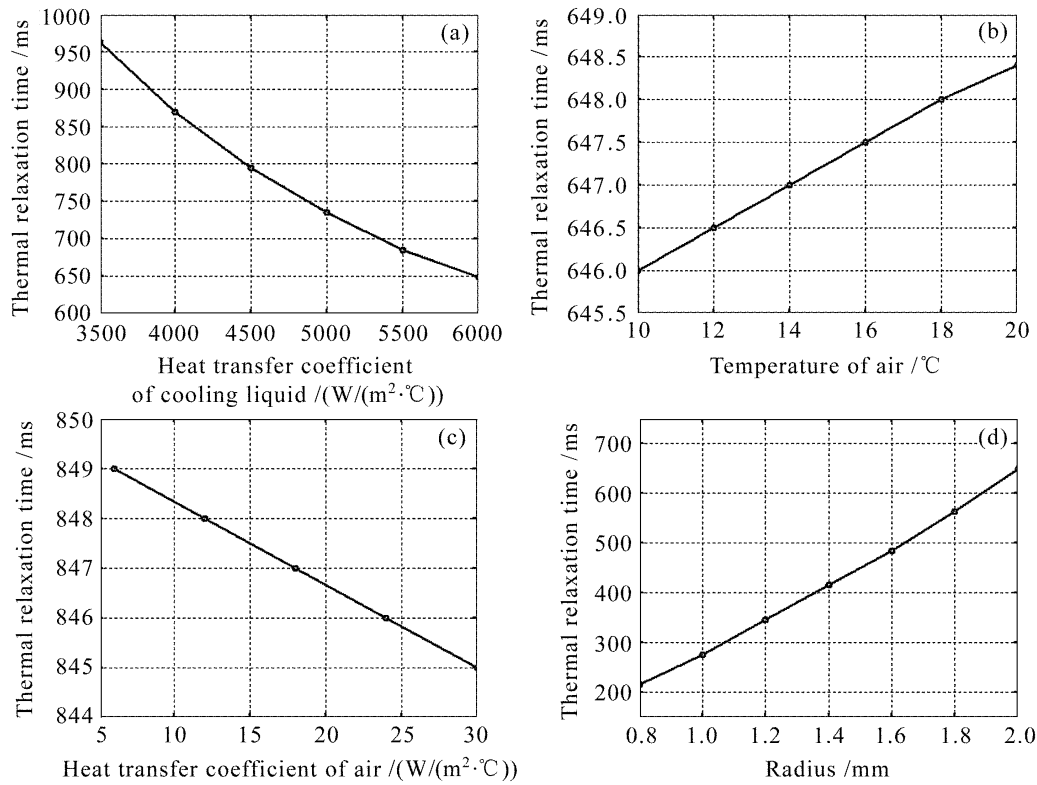 1000
950
900
850
800
750
700
650
600
Thermal relaxation time /ms
(a)
3500 4000 4500 5000 5500 6000
Heat transfer coefficient
of cooling liquid /(W/(m²·℃))
649.0
648.5
648.0
647.5
647.0
646.5
646.0
645.5
Thermal relaxation time /ms
(b)
10 12 14 16 18 20
Temperature of air /℃
850
849
848
847
846
845
844
Thermal relaxation time /ms
(c)
5 10 15 20 25 30
Heat transfer coefficient of air /(W/(m²·℃))
700
600
500
400
300
200
Thermal relaxation time /ms
(d)
0.8 1.0 1.2 1.4 1.6 1.8 2.0
Radius /mm